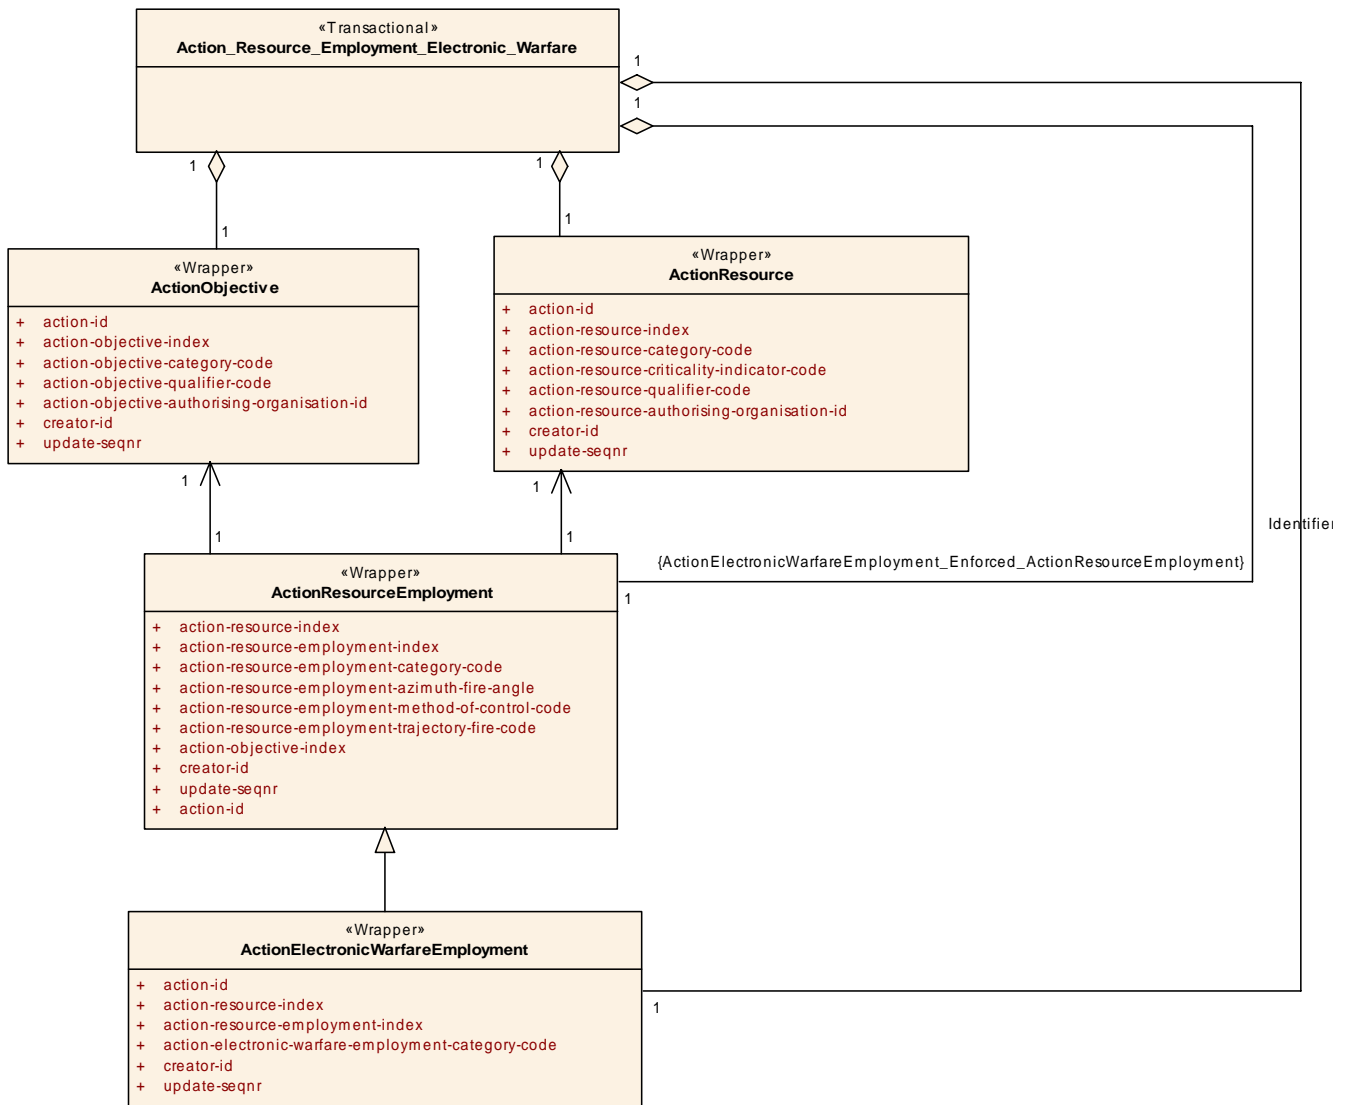 «Transactional»
Action_Resource_Employment_Electronic_Warfare
1
1
1
1
1
1
«Wrapper»
ActionObjective
+ action-id
+ action-objective-index
+ action-objective-category-code
+ action-objective-qualifier-code
+ action-objective-authorising-organisation-id
+ creator-id
+ update-seqnr
«Wrapper»
ActionResource
+ action-id
+ action-resource-index
+ action-resource-category-code
+ action-resource-criticality-indicator-code
+ action-resource-qualifier-code
+ action-resource-authorising-organisation-id
+ creator-id
+ update-seqnr
1
1
1
1
Identifier
{ActionElectronicWarfareEmployment_Enforced_ActionResourceEmployment}
1
«Wrapper»
ActionResourceEmployment
+ action-resource-index
+ action-resource-employment-index
+ action-resource-employment-category-code
+ action-resource-employment-azimuth-fire-angle
+ action-resource-employment-method-of-control-code
+ action-resource-employment-trajectory-fire-code
+ action-objective-index
+ creator-id
+ update-seqnr
+ action-id
«Wrapper»
ActionElectronicWarfareEmployment
+ action-id
+ action-resource-index
+ action-resource-employment-index
+ action-electronic-warfare-employment-category-code
+ creator-id
+ update-seqnr
1